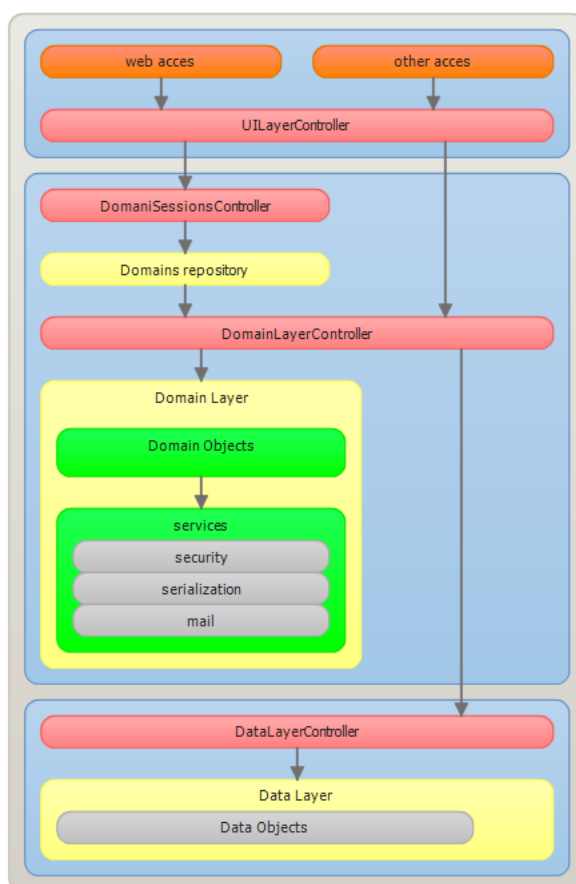 web acces
other acces
UILayerController
DomaniSessionsController
Domains repository
DomainLayerController
Domain Layer
Domain Objects
services
security
serialization
mail
DataLayerController
Data Layer
Data Objects